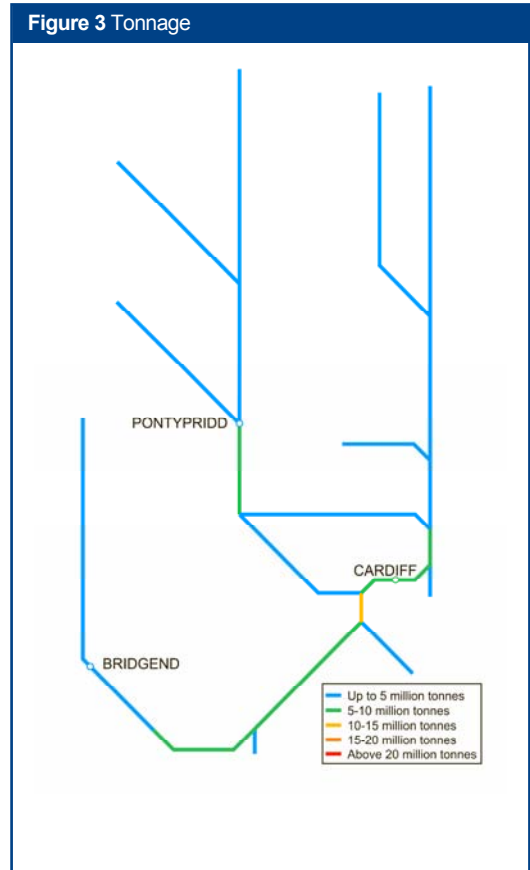 Figure 3 Tonnage
PONTYPRIDD
CARDIFF
BRIDGEND
Up to 5 million tonnes
5-10 million tonnes
10-15 million tonnes
15-20 million tonnes
Above 20 million tonnes